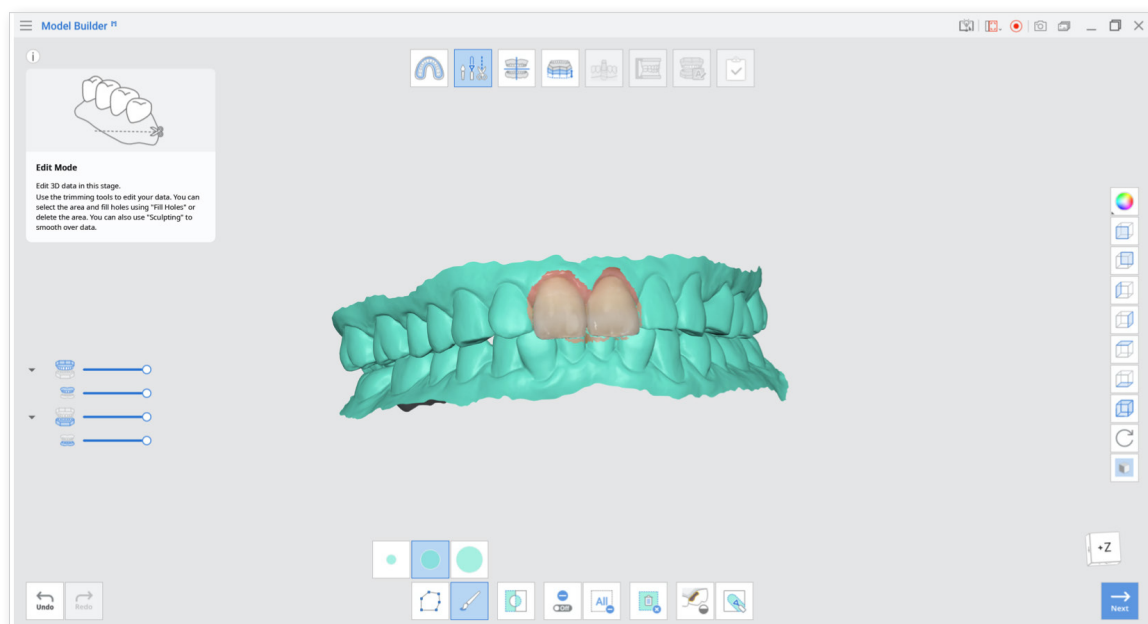 Model Builder
Edit Mode
Edit 3D data in this stage.
Use the trimming tools to edit your data. You can
select the area and fill holes using "Fill Holes" or
delete the area. You can also use "Sculpting" to
smooth over data.
+Z
Off
All
Undo
Redo
Next